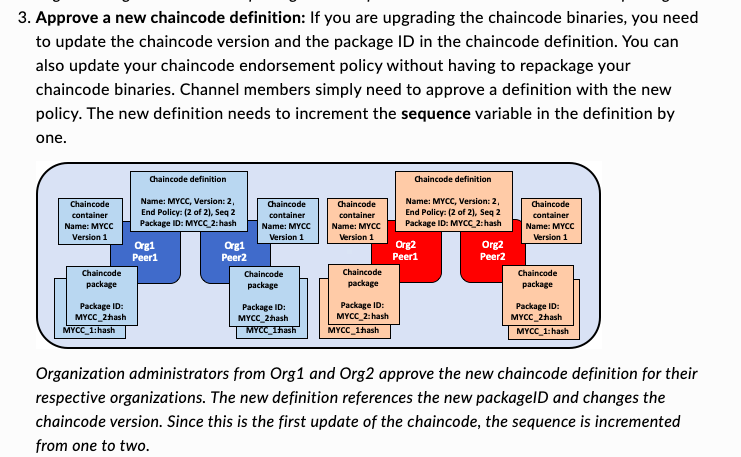 3. Approve a new chaincode definition: If you are upgrading the chaincode binaries, you need
to update the chaincode version and the package ID in the chaincode definition. You can
also update your chaincode endorsement policy without having to repackage your
chaincode binaries. Channel members simply need to approve a definition with the new
policy. The new definition needs to increment the sequence variable in the definition by
one.
Chaincode definition
Name: MYCC, Version: 2,
End Policy: (2 of 2), Seq 2
Package ID: MYCC_2:hash
Chaincode
container
Name: MYCC
Version 1
Org1
Peer1
Chaincode
package
Package ID:
MYCC_2:hash
MYCC_1:hash
Chaincode
container
Name: MYCC
Version 1
Org1
Peer2
Chaincode
package
Package ID:
MYCC_2:hash
MYCC_1:hash
Chaincode definition
Name: MYCC, Version: 2,
End Policy: (2 of 2), Seq 2
Package ID: MYCC_2:hash
Chaincode
container
Name: MYCC
Version 1
Org2
Peer1
Chaincode
package
Package ID:
MYCC_2:hash
MYCC_1:hash
Chaincode
container
Name: MYCC
Version 1
Org2
Peer2
Chaincode
package
Package ID:
MYCC_2:hash
MYCC_1:hash
Organization administrators from Org1 and Org2 approve the new chaincode definition for their
respective organizations. The new definition references the new packageID and changes the
chaincode version. Since this is the first update of the chaincode, the sequence is incremented
from one to two.